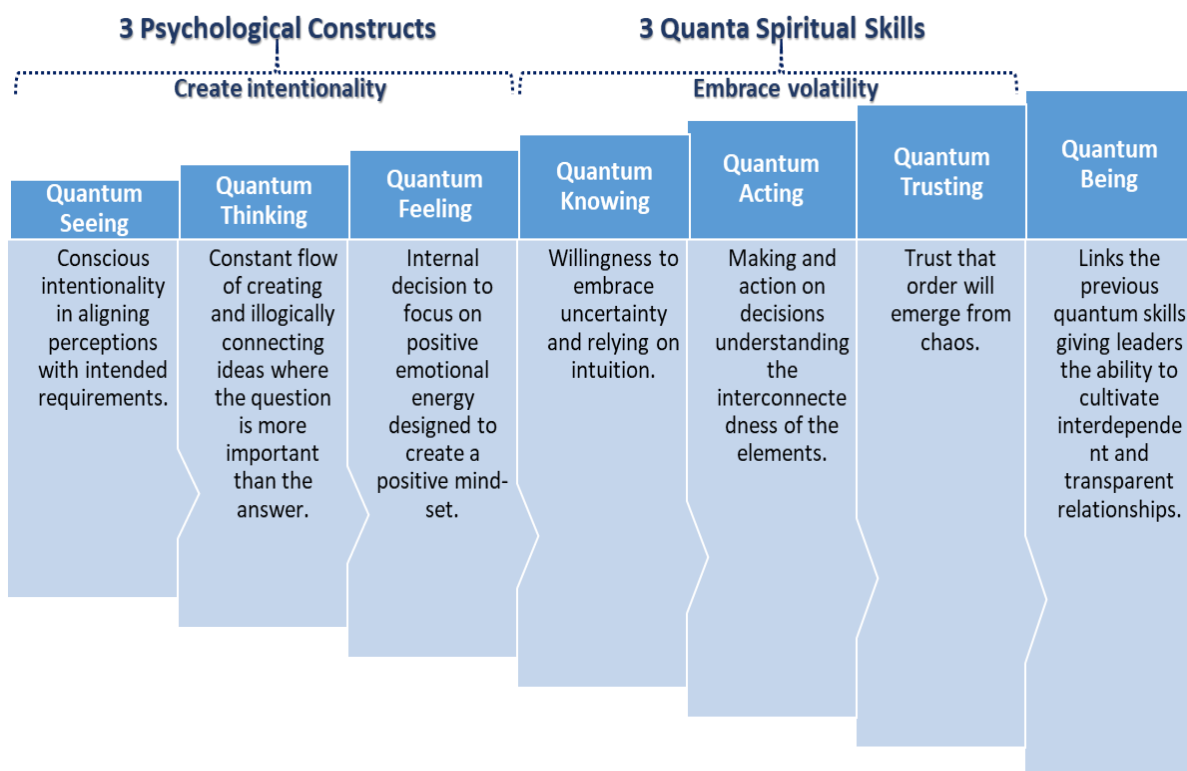 3 Psychological Constructs
3 Quanta Spiritual Skills
Create intentionality
Embrace volatility
Quantum
Seeing
Conscious
intentionality
in aligning
perceptions
with intended
requirements.
Quantum
Thinking
Constant flow
of creating
and illogically
connecting
ideas where
the question
is more
important
than the
answer.
Quantum
Feeling
Internal
decision to
focus on
positive
emotional
energy
designed to
create a
positive mind-
set.
Quantum
Knowing
Willingness to
embrace
uncertainty
and relying on
intuition.
Quantum
Acting
Making and
action on
decisions
understanding
the
interconnecte
dness of the
elements.
Quantum
Trusting
Trust that
order will
emerge from
chaos.
Quantum
Being
Links the
previous
quantum skills
giving leaders
the ability to
cultivate
interdepende
nt and
transparent
relationships.